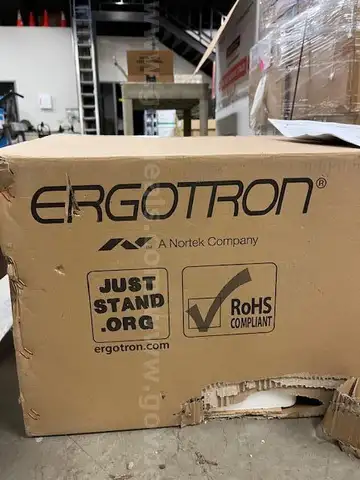 ERGOTRON®
A Nortek Company
JUST
STAND
.ORG
RoHS
COMPLIANT
ergotron.com